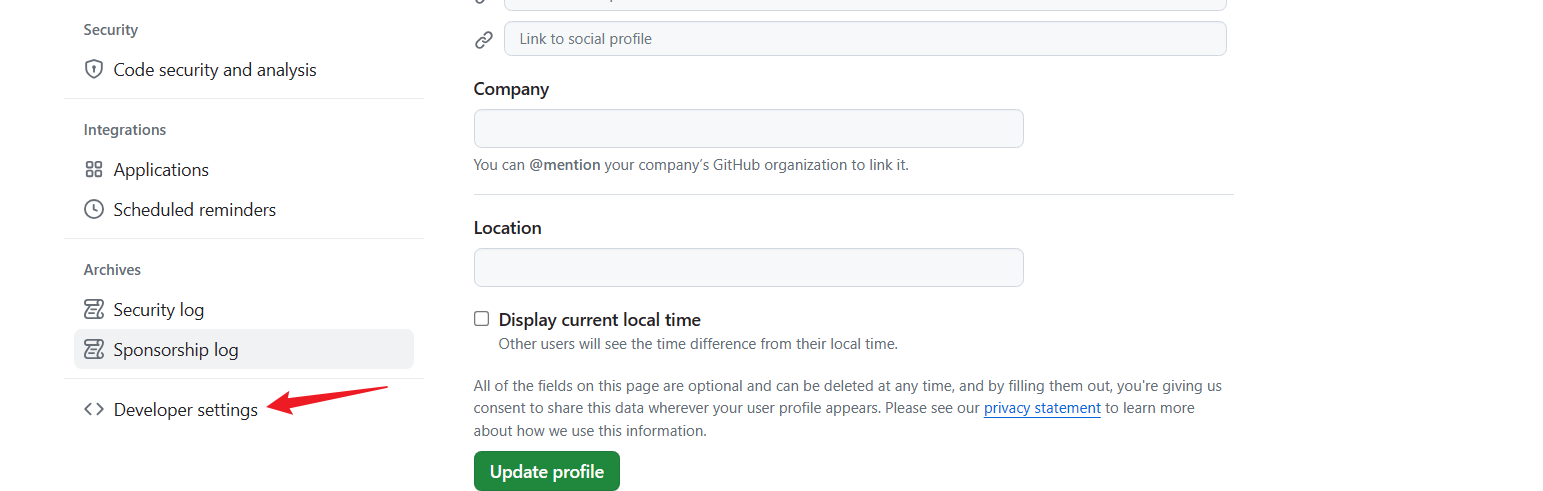 Security
Code security and analysis
Integrations
Applications
Scheduled reminders
Archives
Security log
Sponsorship log
Developer settings
Link to social profile
Company
You can @mention your company's GitHub organization to link it.
Location
Display current local time
Other users will see the time difference from their local time.
All of the fields on this page are optional and can be deleted at any time, and by filling them out, you're giving us
consent to share this data wherever your user profile appears. Please see our privacy statement to learn more
about how we use this information.
Update profile